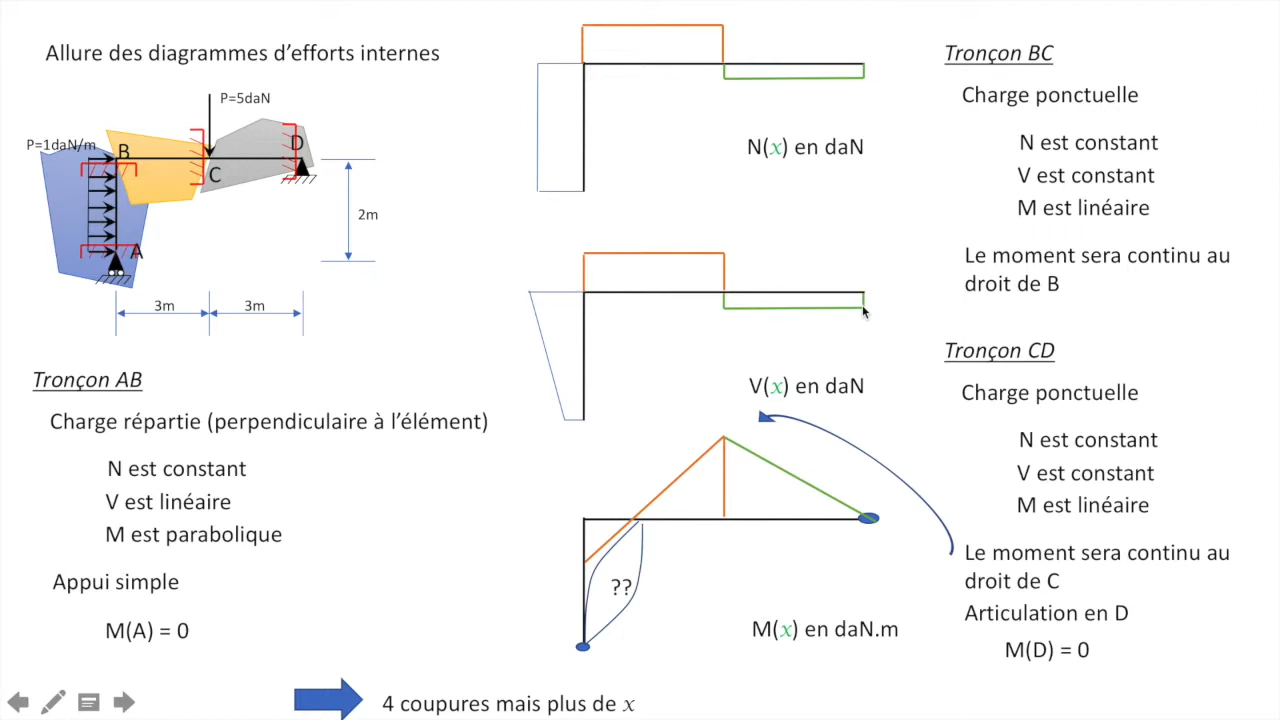 Allure des diagrammes d’efforts internes
P=5daN
P=1daN/m
B
D
C
A
2m
3m
3m
Tronçon AB
Charge répartie (perpendiculaire à l’élément)
N est constant
V est linéaire
M est parabolique
Appui simple
M(A) = 0
N(x) en daN
V(x) en daN
??
M(x) en daN.m
Tronçon BC
Charge ponctuelle
N est constant
V est constant
M est linéaire
Le moment sera continu au
droit de B
Tronçon CD
Charge ponctuelle
N est constant
V est constant
M est linéaire
Le moment sera continu au
droit de C
Articulation en D
M(D) = 0
4 coupures mais plus de x